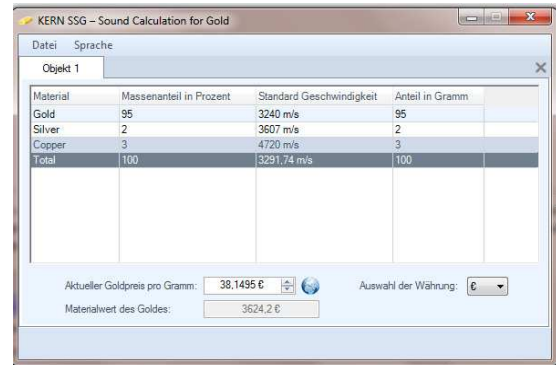 KERN SSG – Sound Calculation for Gold
Datei Sprache
Objekt 1
Material Massenanteil in Prozent Standard Geschwindigkeit Anteil in Gramm
Gold 95 3240 m/s 95
Silver 2 3607 m/s 2
Copper 3 4720 m/s 3
Total 100 3291,74 m/s 100
Aktueller Goldpreis pro Gramm: 38,1495 € Auswahl der Währung: €
Materialwert des Goldes: 3624,2 €